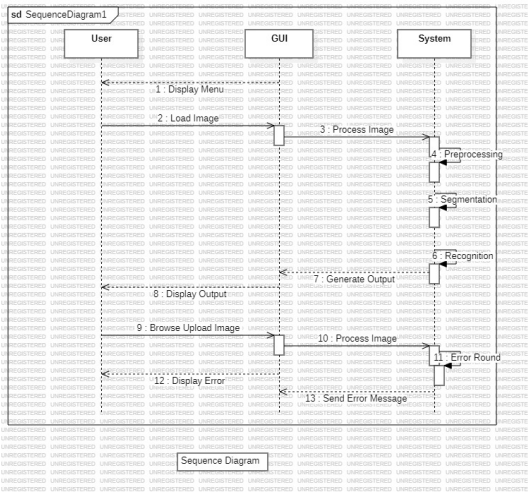 sd SequenceDiagram1
User
GUI
System
1 : Display Menu
2 : Load Image
3 : Process Image
4 : Preprocessing
5 : Segmentation
6 : Recognition
7 : Generate Output
8 : Display Output
9 : Browse Upload Image
10 : Process Image
11 : Error Round
12 : Display Error
13 : Send Error Message
Sequence Diagram
UNREGISTERED